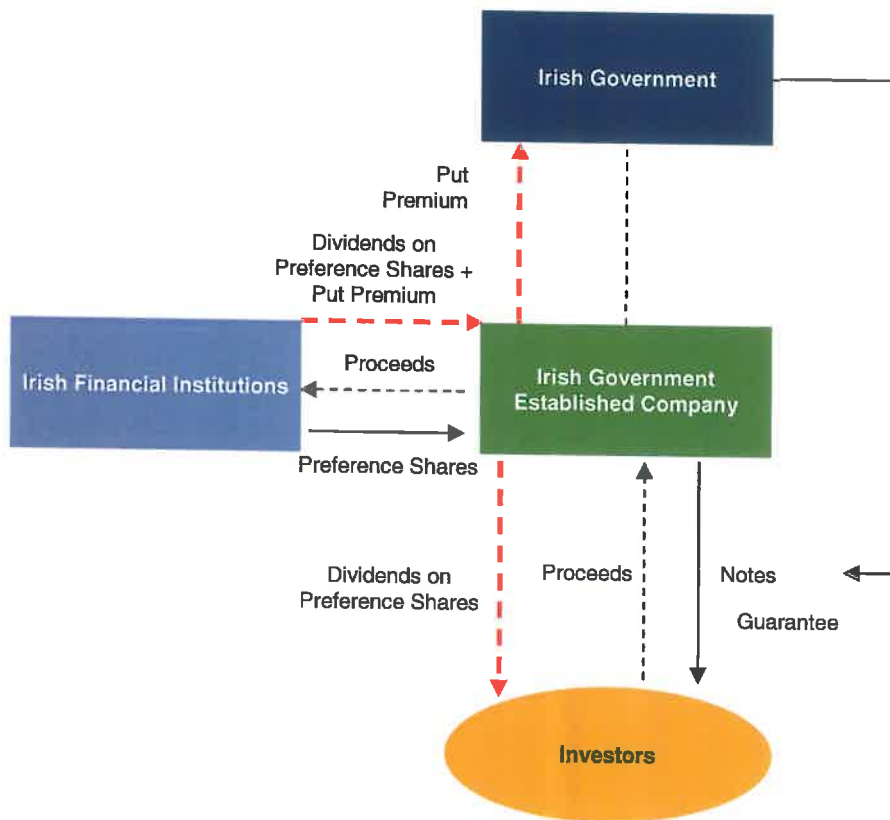 Irish Government
Put
Premium
Dividends on
Preference Shares +
Put Premium
Irish Financial Institutions
Proceeds
Irish Government
Established Company
Preference Shares
Dividends on
Preference Shares
Proceeds
Notes
Guarantee
Investors